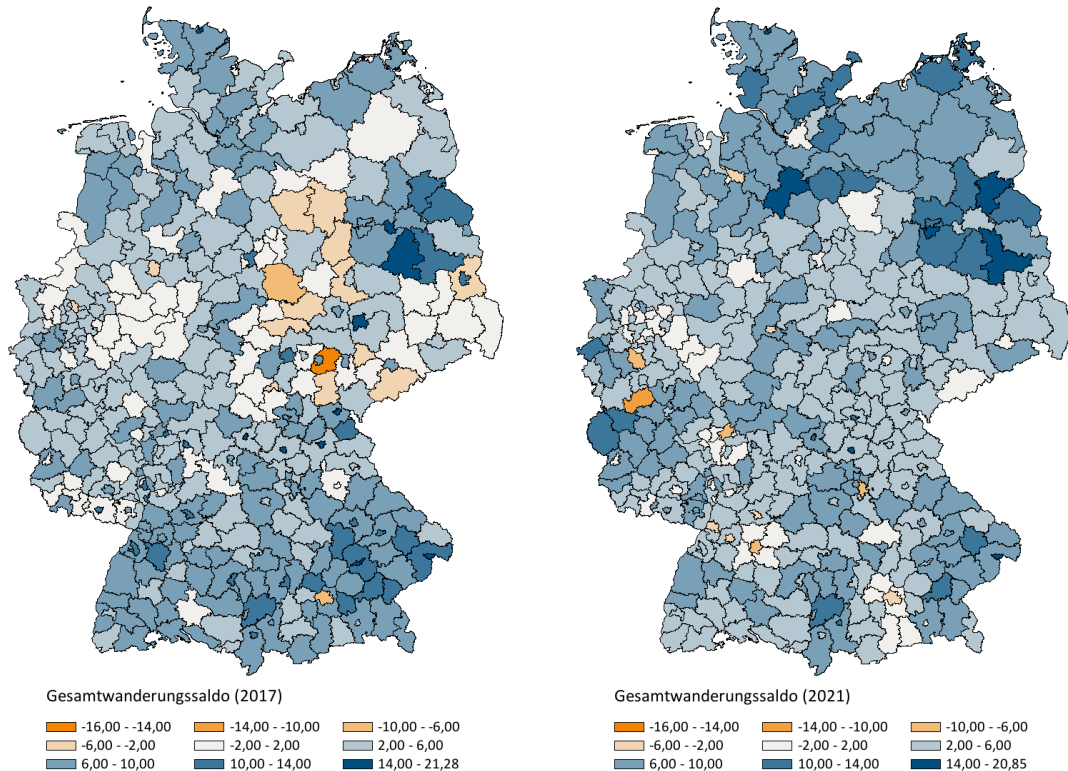 Gesamtwanderungssaldo (2017)
-16,00 - -14,00 -14,00 - -10,00 -10,00 - -6,00
-6,00 - -2,00 -2,00 - 2,00 2,00 - 6,00
6,00 - 10,00 10,00 - 14,00 14,00 - 21,28
Gesamtwanderungssaldo (2021)
-16,00 - -14,00 -14,00 - -10,00 -10,00 - -6,00
-6,00 - -2,00 -2,00 - 2,00 2,00 - 6,00
6,00 - 10,00 10,00 - 14,00 14,00 - 20,85